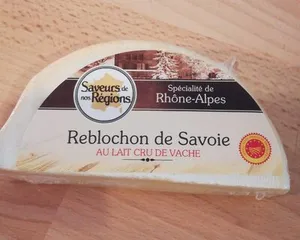 Saveurs de
nos Régions
Spécialité de
Rhône-Alpes
Reblochon de Savoie
AU LAIT CRU DE VACHE